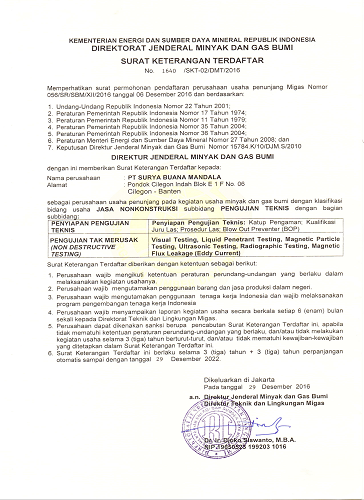 KEMENTERIAN ENERGI DAN SUMBER DAYA MINERAL REPUBLIK INDONESIA
DIREKTORAT JENDERAL MINYAK DAN GAS BUMI
SURAT KETERANGAN TERDAFTAR
No. 1640 /SKT-02/DMT/2016
Memperhatikan surat permohonan pendaftaran perusahaan usaha penunjang Migas Nomor
056/SR/SBM/XII/2016 tanggal 06 Desember 2016 dan berdasarkan:
1. Undang-Undang Republik Indonesia Nomor 22 Tahun 2001;
2. Peraturan Pemerintah Republik Indonesia Nomor 17 Tahun 1974;
3. Peraturan Pemerintah Republik Indonesia Nomor 11 Tahun 1979;
4. Peraturan Pemerintah Republik Indonesia Nomor 35 Tahun 2004;
5. Peraturan Pemerintah Republik Indonesia Nomor 36 Tahun 2004;
6. Peraturan Menteri Energi dan Sumber Daya Mineral Nomor 27 Tahun 2008; dan
7. Keputusan Direktur Jenderal Minyak dan Gas Bumi Nomor 15784.K/10/DJM.S/2010
DIREKTUR JENDERAL MINYAK DAN GAS BUMI
dengan ini memberikan Surat Keterangan Terdaftar kepada:
Nama perusahaan : PT SURYA BUANA MANDALA
Alamat : Pondok Cilegon Indah Blok E 1 F No. 06
Cilegon - Banten
sebagai perusahaan usaha penunjang pada kegiatan usaha minyak dan gas bumi dengan klasifikasi
bidang usaha JASA NONKONSTRUKSI subbidang PENGUJIAN TEKNIS dengan bagian
subbidang:
PENYIAPAN PENGUJIAN TEKNIS
Penyiapan Pengujian Teknis: Katup Pengaman; Kualifikasi
Juru Las; Prosedur Las; Blow Out Preventer (BOP)
PENGUJIAN TAK MERUSAK (NON DESTRUCTIVE TESTING)
Visual Testing, Liquid Penetrant Testing, Magnetic Particle
Testing, Ultrasonic Testing, Radiographic Testing, Magnetic
Flux Leakage (Eddy Current)
Surat Keterangan Terdaftar diberikan dengan ketentuan sebagai berikut:
1. Perusahaan wajib mengikuti ketentuan peraturan perundang-undangan yang berlaku dalam
melaksanakan kegiatan usahanya.
2. Perusahaan wajib mengutamakan penggunaan barang dan jasa produksi dalam negeri.
3. Perusahaan wajib mengutamakan penggunaan tenaga kerja Indonesia dan wajib melaksanakan
program pengembangan tenaga kerja Indonesia
4. Perusahaan wajib menyampaikan laporan kegiatan usaha secara berkala setiap 6 (enam) bulan
sekali kepada Direktorat Teknik dan Lingkungan Migas.
5. Perusahaan dapat dikenakan sanksi berupa pencabutan Surat Keterangan Terdaftar ini, apabila
tidak mematuhi ketentuan peraturan perundang-undangan yang berlaku, dan/atau tidak melakukan
kegiatan usaha selama 3 (tiga) tahun berturut-turut, dan/atau tidak mematuhi kewajiban-kewajiban
yang ditetapkan dalam Surat Keterangan Terdaftar ini.
6. Surat Keterangan Terdaftar ini berlaku selama 3 (tiga) tahun + 3 (tiga) tahun perpanjangan
otomatis sampai dengan tanggal 29 Desember 2022.
Dikeluarkan di Jakarta
Pada tanggal 29 Desember 2016
a.n. Direktur Jenderal Minyak dan Gas Bumi
Direktur Teknik dan Lingkungan Migas
Djoko Siswanto, M.B.A.
NIP 199203 1016